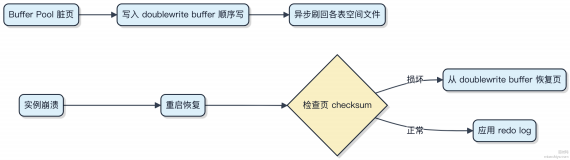 Buffer Pool 脏页
写入 doublewrite buffer 顺序写
异步刷回各表空间文件
实例崩溃
重启恢复
检查页 checksum
损坏
从 doublewrite buffer 恢复页
正常
应用 redo log